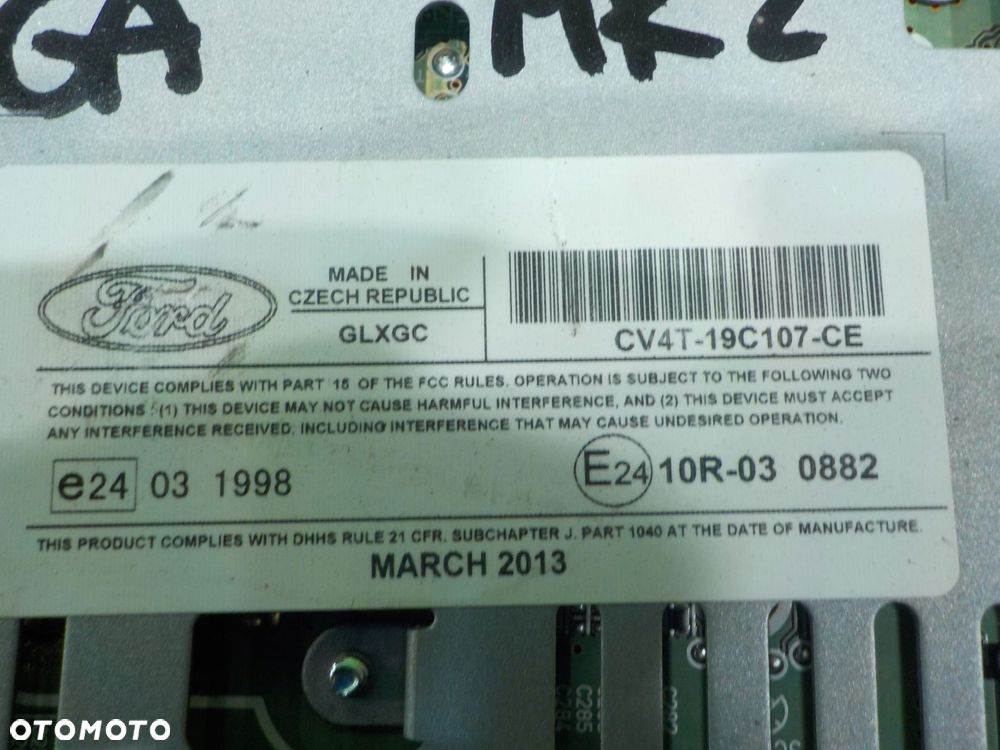 GA MK2
Ford
MADE IN
CZECH REPUBLIC
GLXGC
CV4T-19C107-CE
THIS DEVICE COMPLIES WITH PART 15 OF THE FCC RULES. OPERATION IS SUBJECT TO THE FOLLOWING TWO
CONDITIONS : (1) THIS DEVICE MAY NOT CAUSE HARMFUL INTERFERENCE, AND (2) THIS DEVICE MUST ACCEPT
ANY INTERFERENCE RECEIVED. INCLUDING INTERFERENCE THAT MAY CAUSE UNDESIRED OPERATION.
e24 03 1998
E24 10R-03 0882
THIS PRODUCT COMPLIES WITH DHHS RULE 21 CFR. SUBCHAPTER J. PART 1040 AT THE DATE OF MANUFACTURE.
MARCH 2013
C285
C284
C282
OTOMOTO